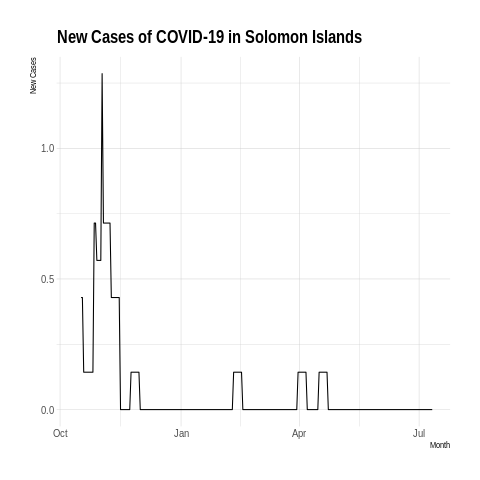 New Cases of COVID-19 in Solomon Islands
New Cases
1.0
0.5
0.0
Oct
Jan
Apr
Jul
Month